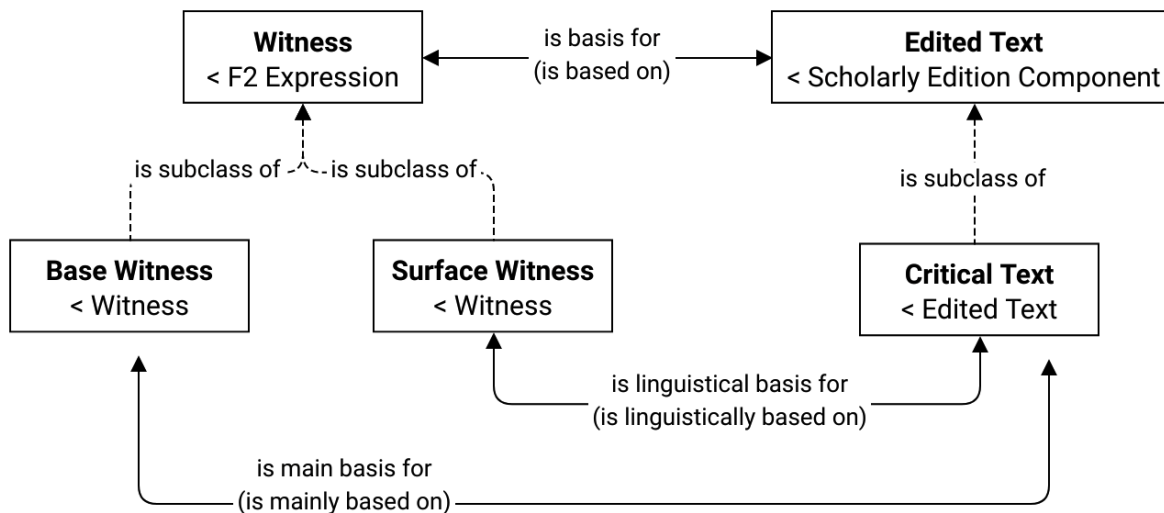 Witness
< F2 Expression
is basis for
(is based on)
Edited Text
< Scholarly Edition Component
is subclass of
is subclass of
is subclass of
Base Witness
< Witness
Surface Witness
< Witness
Critical Text
< Edited Text
is linguistical basis for
(is linguistically based on)
is main basis for
(is mainly based on)